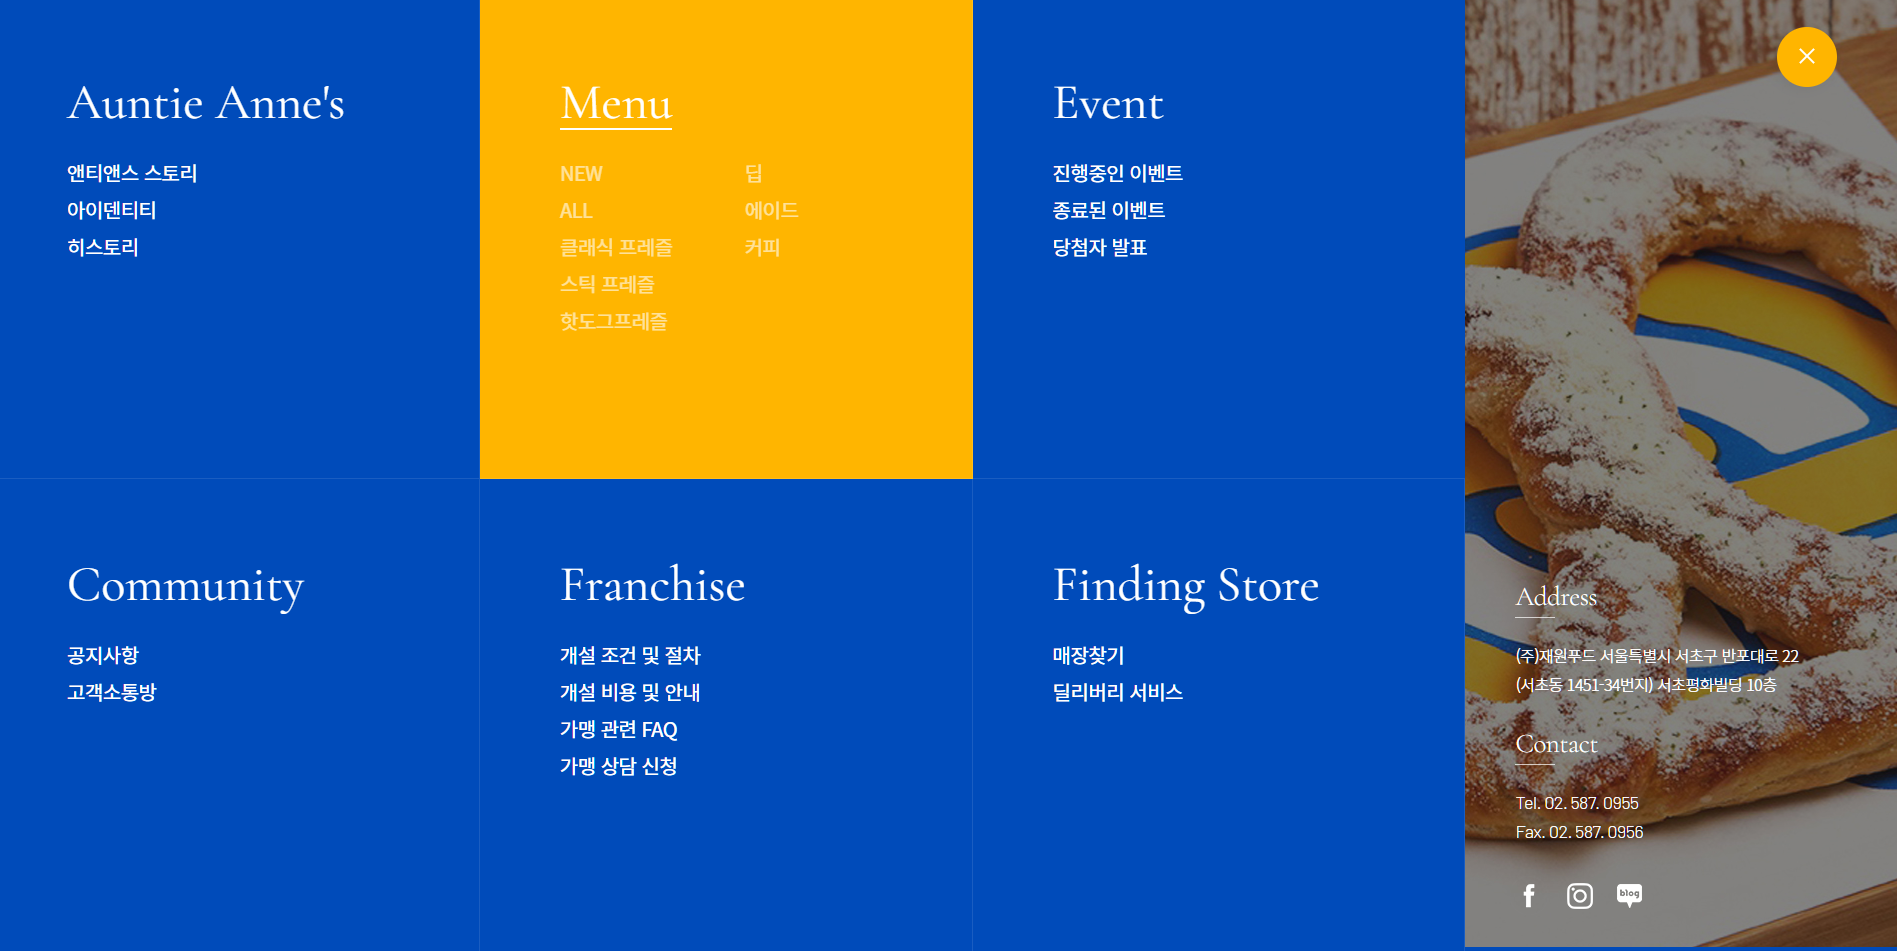 Auntie Anne's
앤티앤스 스토리
아이덴티티
히스토리
Menu
NEW
ALL
클래식 프레즐
스틱 프레즐
핫도그프레즐
딥
에이드
커피
Event
진행중인 이벤트
종료된 이벤트
당첨자 발표
Community
공지사항
고객소통방
Franchise
개설 조건 및 절차
개설 비용 및 안내
가맹 관련 FAQ
가맹 상담 신청
Finding Store
매장찾기
딜리버리 서비스
Address
(주)재원푸드 서울특별시 서초구 반포대로 22
(서초동 1451-34번지) 서초평화빌딩 10층
Contact
Tel. 02. 587. 0955
Fax. 02. 587. 0956
blog